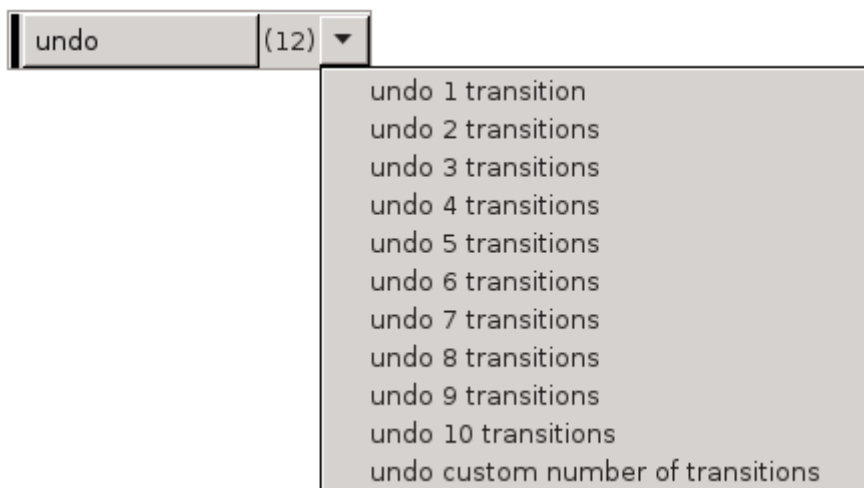 undo (12)
undo 1 transition
undo 2 transitions
undo 3 transitions
undo 4 transitions
undo 5 transitions
undo 6 transitions
undo 7 transitions
undo 8 transitions
undo 9 transitions
undo 10 transitions
undo custom number of transitions